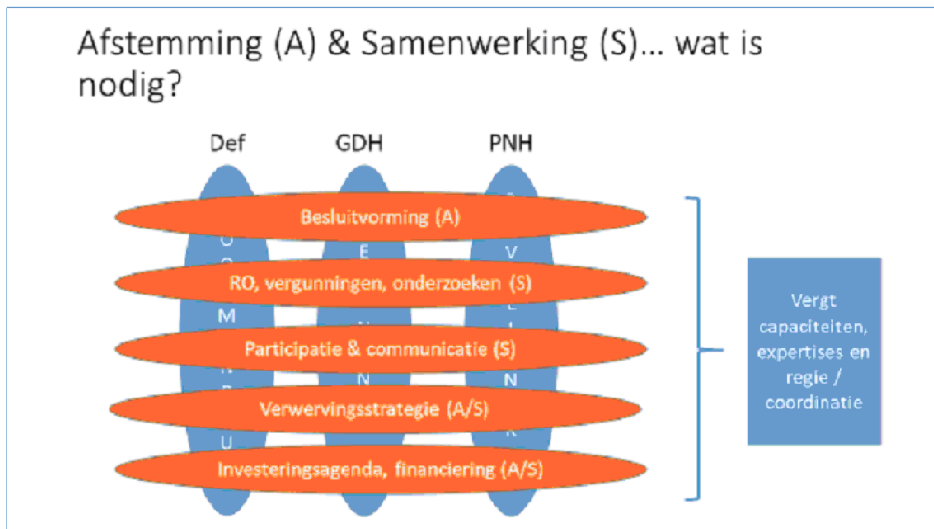 Afstemming (A) & Samenwerking (S)... wat is
nodig?
Def GDH PNH
Besluitvorming (A)
RO, vergunningen, onderzoeken (S)
Participatie & communicatie (S)
Verwervingsstrategie (A/S)
Investeringsagenda, financiering (A/S)
Vergt
capaciteiten,
expertises en
regie /
coordinatie